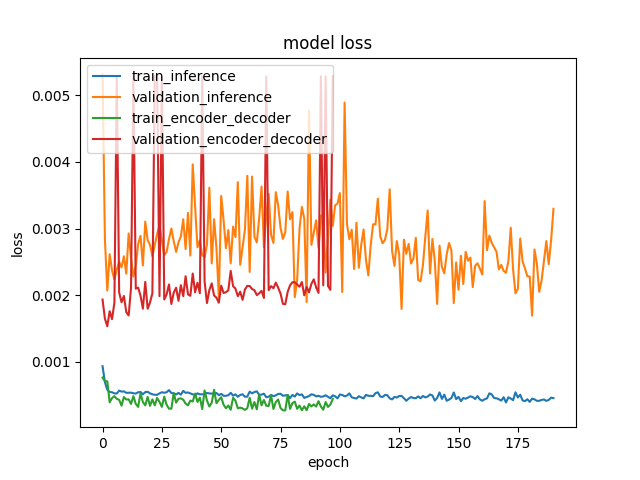 model loss
train_inference
validation_inference
train_encoder_decoder
validation_encoder_decoder
0.005
0.004
0.003
0.002
0.001
loss
0 25 50 75 100 125 150 175
epoch